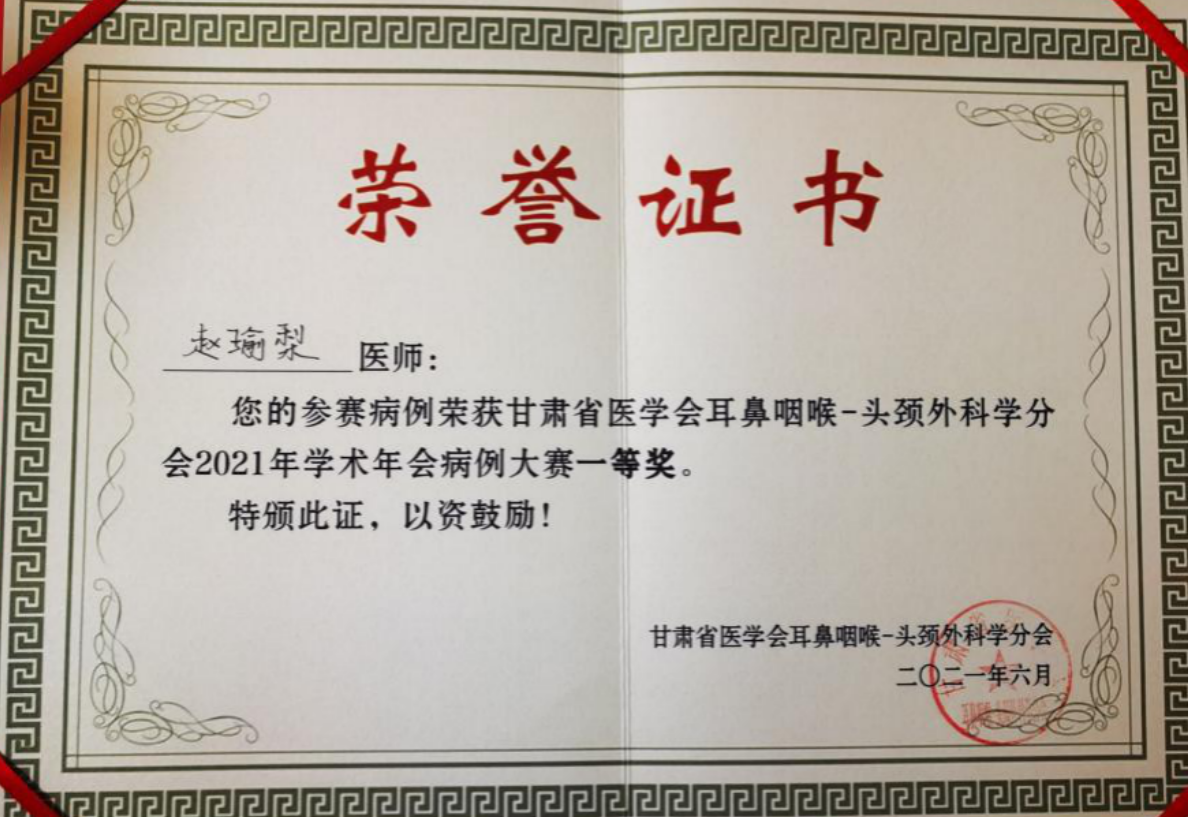 荣誉证书
赵瑜梨 医师：
您的参赛病例荣获甘肃省医学会耳鼻咽喉-头颈外科学分
会2021年学术年会病例大赛一等奖。
特颁此证，以资鼓励！
甘肃省医学会耳鼻咽喉-头颈外科学分会
二〇二一年六月